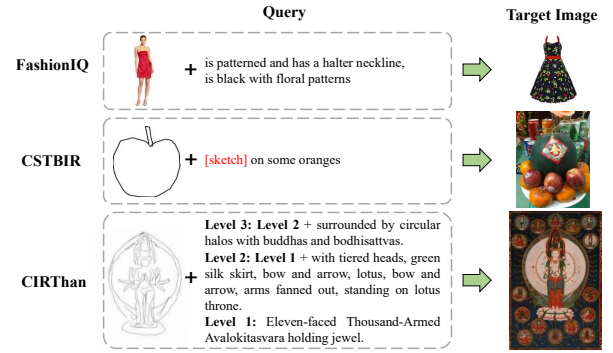 Query
Target Image
FashionIQ
+
is patterned and has a halter neckline,
is black with floral patterns
CSTBIR
+
[sketch] on some oranges
CIRThan
+
Level 3: Level 2 + surrounded by circular
halos with buddhas and bodhisattvas.
Level 2: Level 1 + with tiered heads, green
silk skirt, bow and arrow, lotus, bow and
arrow, arms fanned out, standing on lotus
throne.
Level 1: Eleven-faced Thousand-Armed
Avalokitasvara holding jewel.